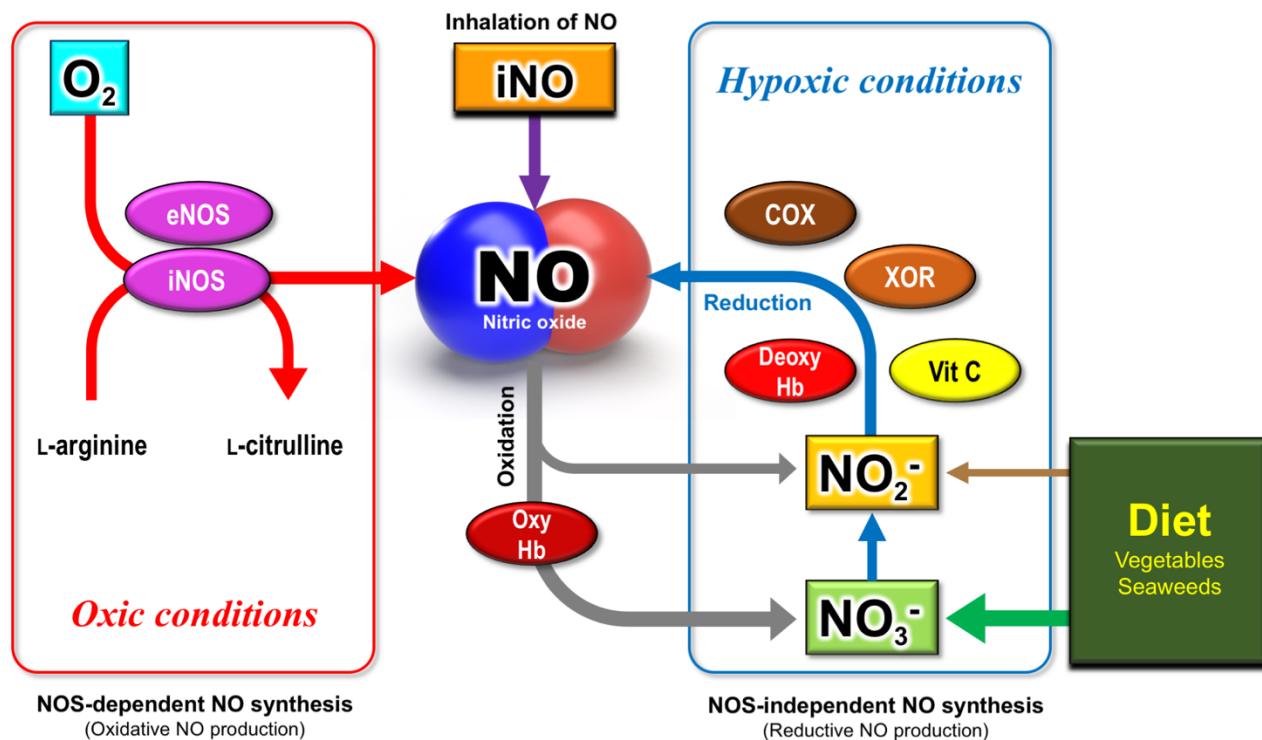 Inhalation of NO
O₂
iNO
Hypoxic conditions
eNOS
iNOS
COX
XOR
NO
Nitric oxide
Reduction
Deoxy
Hb
Vit C
L-arginine
L-citrulline
Oxidation
NO₂⁻
Oxy
Hb
Diet
Vegetables
Seaweeds
Oxic conditions
NO₃⁻
NOS-dependent NO synthesis
(Oxidative NO production)
NOS-independent NO synthesis
(Reductive NO production)